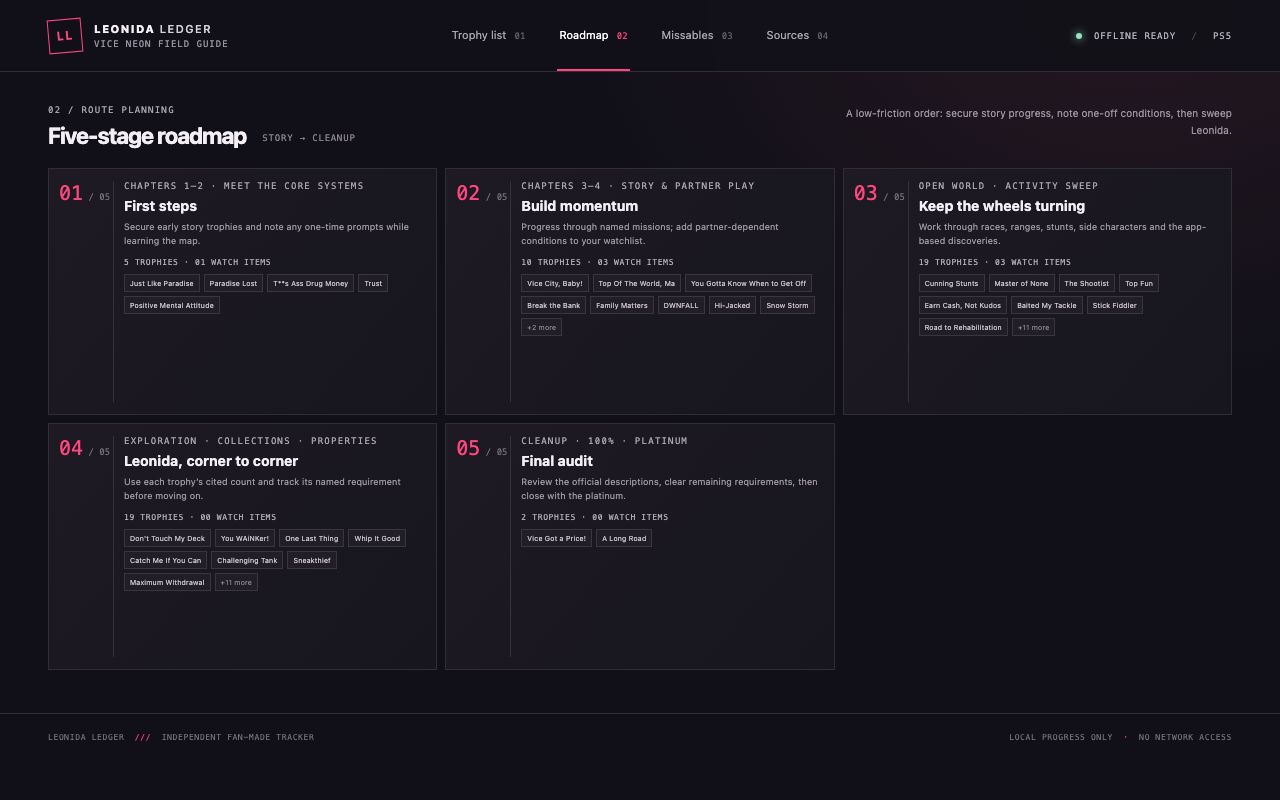 LL
LEONIDA LEDGER
VICE NEON FIELD GUIDE
Trophy list 01
Roadmap 02
Missables 03
Sources 04
OFFLINE READY / PS5
02 / ROUTE PLANNING
Five-stage roadmap STORY → CLEANUP
A low-friction order: secure story progress, note one-off conditions, then sweep
Leonida.
01 / 05
CHAPTERS 1–2 · MEET THE CORE SYSTEMS
First steps
Secure early story trophies and note any one-time prompts while
learning the map.
5 TROPHIES · 01 WATCH ITEMS
Just Like Paradise
Paradise Lost
T**s Ass Drug Money
Trust
Positive Mental Attitude
02 / 05
CHAPTERS 3–4 · STORY & PARTNER PLAY
Build momentum
Progress through named missions; add partner-dependent
conditions to your watchlist.
10 TROPHIES · 03 WATCH ITEMS
Vice City, Baby!
Top Of The World, Ma
You Gotta Know When to Get Off
Break the Bank
Family Matters
DWNFALL
Hi-Jacked
Snow Storm
+2 more
03 / 05
OPEN WORLD · ACTIVITY SWEEP
Keep the wheels turning
Work through races, ranges, stunts, side characters and the app-
based discoveries.
19 TROPHIES · 03 WATCH ITEMS
Cunning Stunts
Master of None
The Shootist
Top Fun
Earn Cash, Not Kudos
Baited My Tackle
Stick Fiddler
Road to Rehabilitation
+11 more
04 / 05
EXPLORATION · COLLECTIONS · PROPERTIES
Leonida, corner to corner
Use each trophy's cited count and track its named requirement
before moving on.
19 TROPHIES · 00 WATCH ITEMS
Don't Touch My Deck
You WAiNKer!
One Last Thing
Whip It Good
Catch Me If You Can
Challenging Tank
Sneakthief
Maximum Withdrawal
+11 more
05 / 05
CLEANUP · 100% · PLATINUM
Final audit
Review the official descriptions, clear remaining requirements, then
close with the platinum.
2 TROPHIES · 00 WATCH ITEMS
Vice Got a Price!
A Long Road
LEONIDA LEDGER /// INDEPENDENT FAN-MADE TRACKER
LOCAL PROGRESS ONLY · NO NETWORK ACCESS